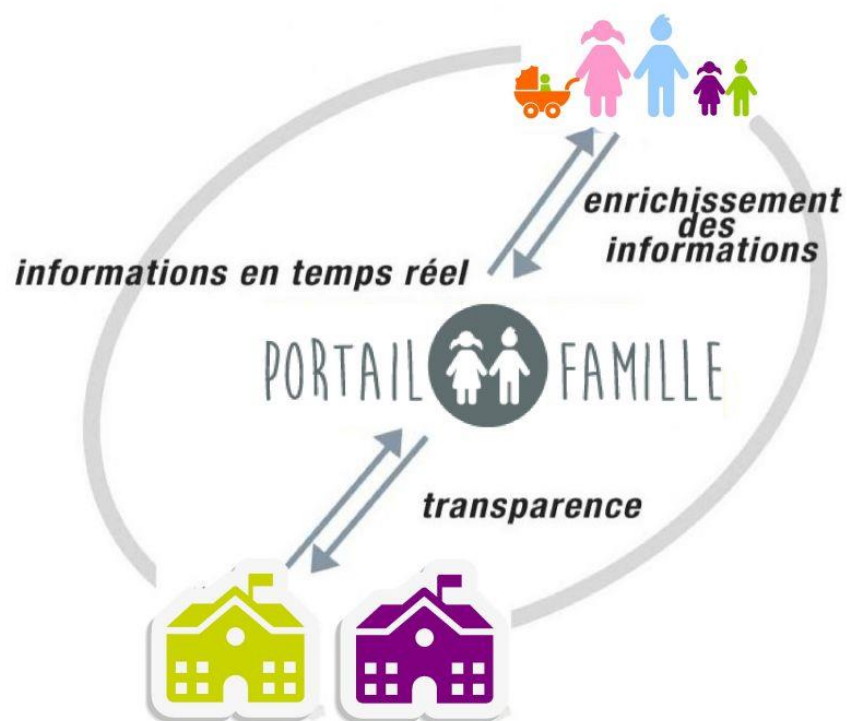 enrichissement
des
informations
informations en temps réel
PORTAIL FAMILLE
transparence